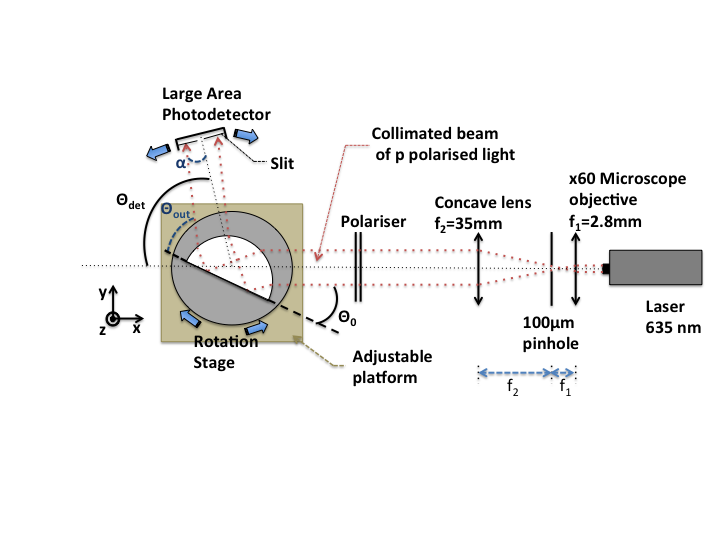 Large Area
Photodetector
α
Slit
Θdet
Θout
Collimated beam
of p polarised light
Polariser
Concave lens
f2=35mm
x60 Microscope
objective
f1=2.8mm
y
z
x
Θ0
Rotation
Stage
Adjustable
platform
100μm
pinhole
Laser
635 nm
f2
f1